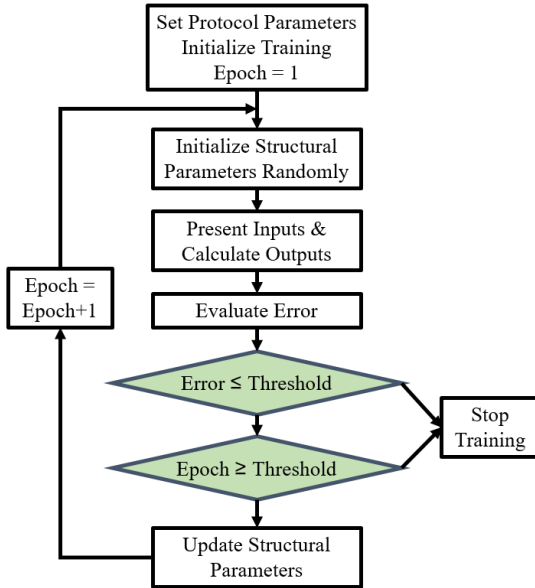 Set Protocol Parameters
Initialize Training
Epoch = 1
Initialize Structural
Parameters Randomly
Present Inputs &
Calculate Outputs
Epoch =
Epoch+1
Evaluate Error
Error ≤ Threshold
Stop
Training
Epoch ≥ Threshold
Update Structural
Parameters